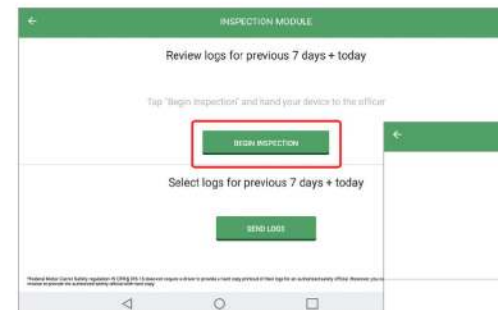 INSPECTION MODULE
Review logs for previous 7 days + today
Tap "Begin Inspection" and hand your device to the officer
BEGIN INSPECTION
Select logs for previous 7 days + today
SEND LOGS